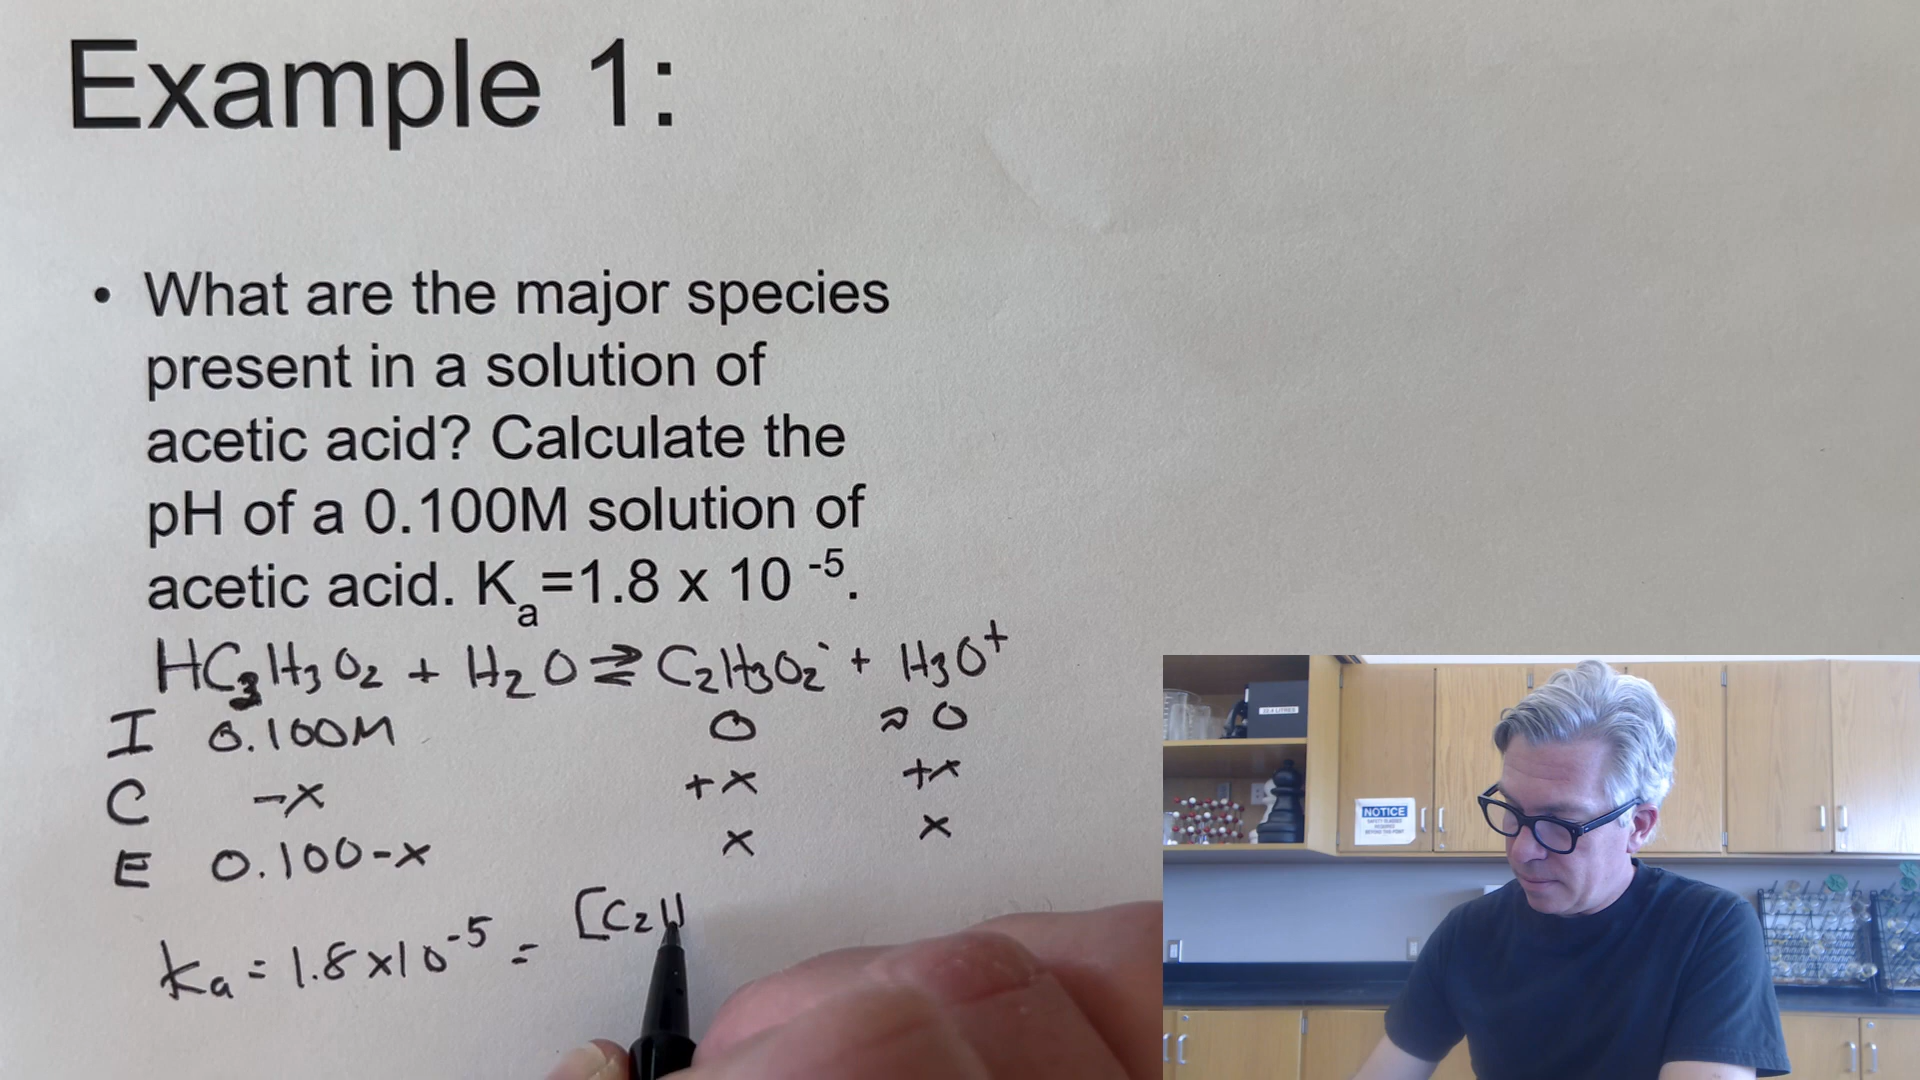 Example 1:
• What are the major species
present in a solution of
acetic acid? Calculate the
pH of a 0.100M solution of
acetic acid. Ka=1.8 x 10 -5.
HC2H3O2 + H2O ⇌ C2H3O2- + H3O+
I 0.100M 0 ≈ 0
C -x +x +x
E 0.100-x x x
Ka = 1.8x10-5 = [C2H
NOTICE